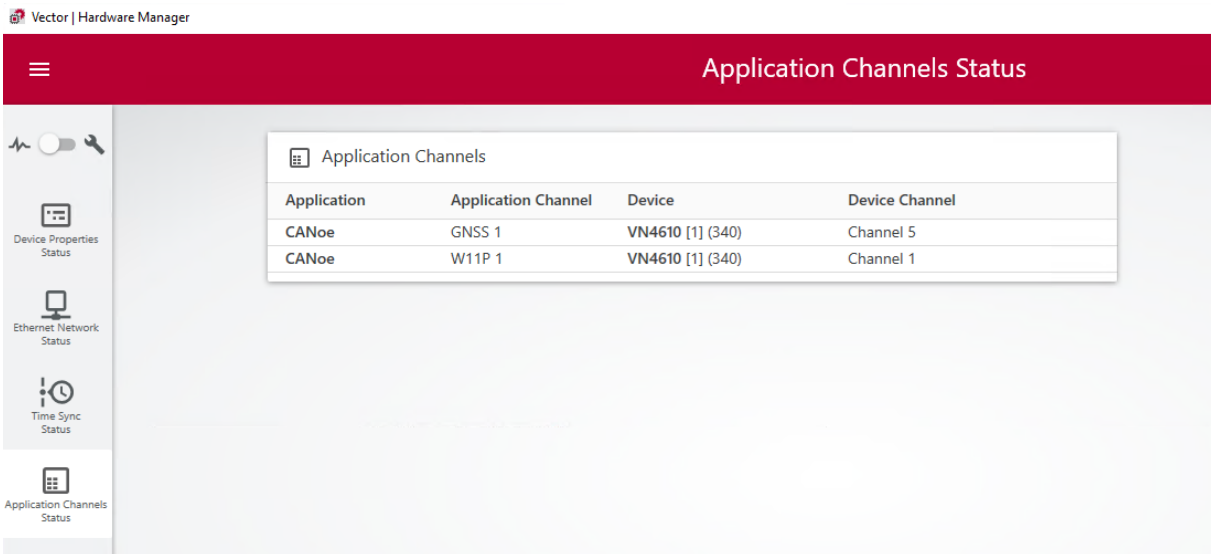 Vector | Hardware Manager
Application Channels Status
Application Channels
Application Application Channel Device Device Channel
CANoe GNSS 1 VN4610 [1] (340) Channel 5
CANoe W11P 1 VN4610 [1] (340) Channel 1
Device Properties
Status
Ethernet Network
Status
Time Sync
Status
Application Channels
Status